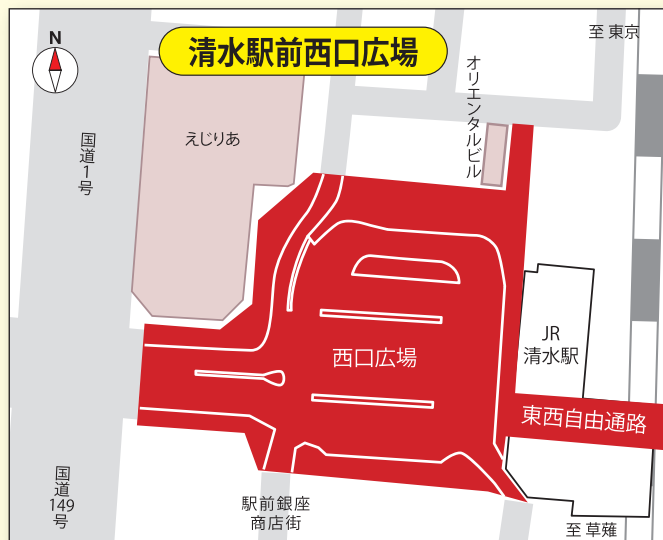 清水駅前西口広場
N
至 東京
オリエンタルビル
えじりあ
国道1号
JR
清水駅
西口広場
東西自由通路
国道149号
駅前銀座
商店街
至 草薙